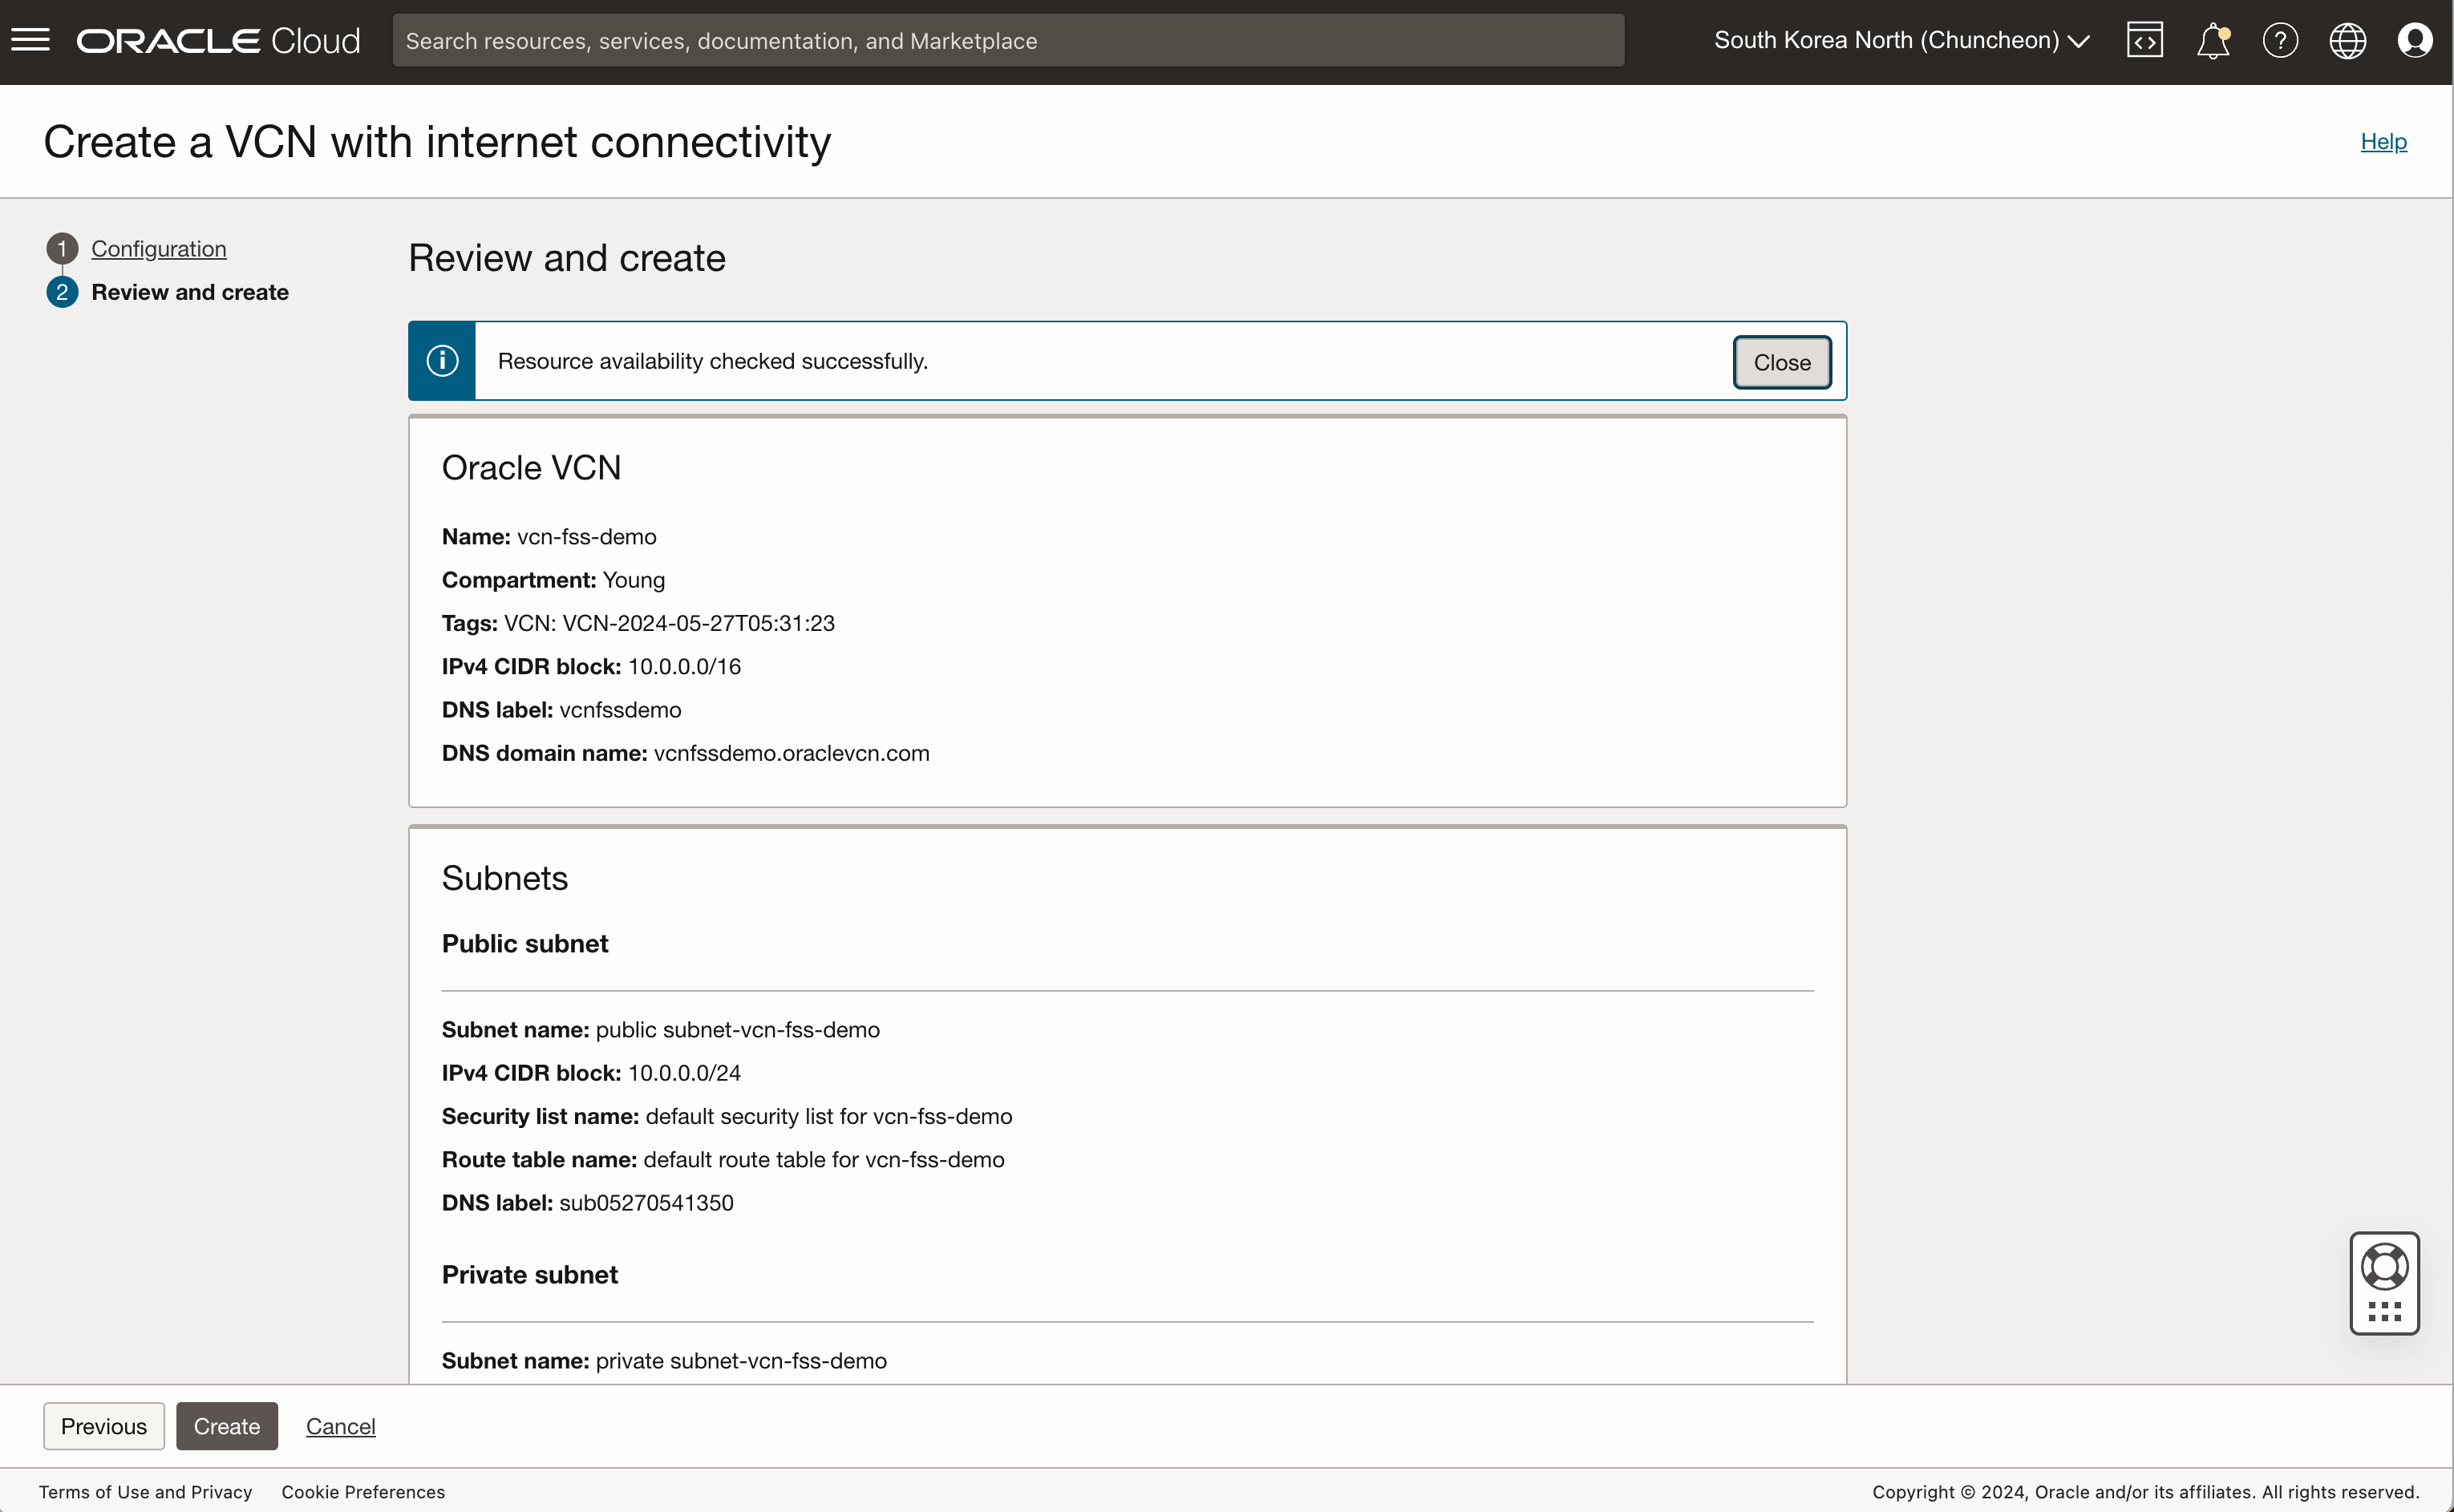 ORACLE Cloud
Search resources, services, documentation, and Marketplace
South Korea North (Chuncheon)
Create a VCN with internet connectivity
Help
1 Configuration
2 Review and create
Review and create
Resource availability checked successfully.
Close
Oracle VCN
Name: vcn-fss-demo
Compartment: Young
Tags: VCN: VCN-2024-05-27T05:31:23
IPv4 CIDR block: 10.0.0.0/16
DNS label: vcnfssdemo
DNS domain name: vcnfssdemo.oraclevcn.com
Subnets
Public subnet
Subnet name: public subnet-vcn-fss-demo
IPv4 CIDR block: 10.0.0.0/24
Security list name: default security list for vcn-fss-demo
Route table name: default route table for vcn-fss-demo
DNS label: sub05270541350
Private subnet
Subnet name: private subnet-vcn-fss-demo
Previous
Create
Cancel
Terms of Use and Privacy
Cookie Preferences
Copyright © 2024, Oracle and/or its affiliates. All rights reserved.